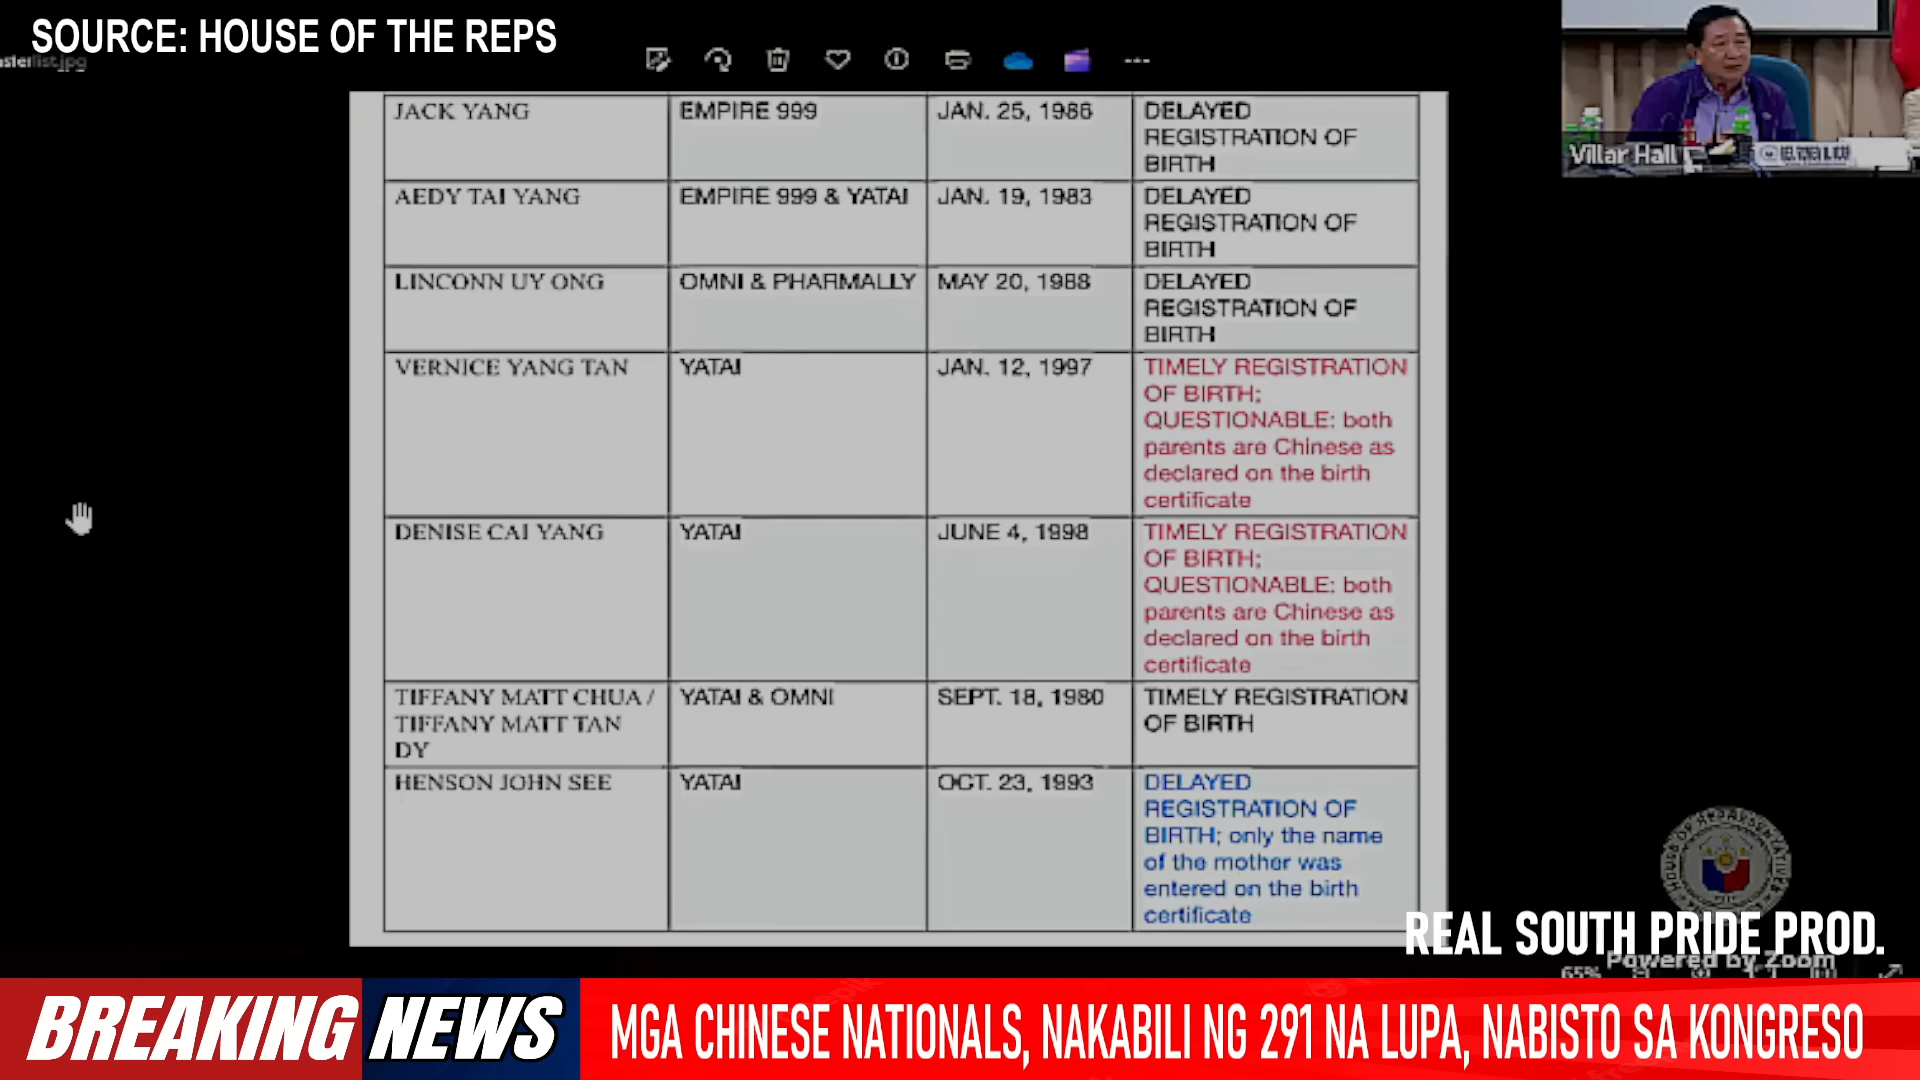 SOURCE: HOUSE OF THE REPS
JACK YANG
EMPIRE 999
JAN. 25, 1986
DELAYED
REGISTRATION OF
BIRTH
AEDY TAI YANG
EMPIRE 999 & YATAI
JAN. 19, 1983
DELAYED
REGISTRATION OF
BIRTH
LINCONN UY ONG
OMNI & PHARMALLY
MAY 20, 1988
DELAYED
REGISTRATION OF
BIRTH
VERNICE YANG TAN
YATAI
JAN. 12, 1997
TIMELY REGISTRATION
OF BIRTH;
QUESTIONABLE: both
parents are Chinese as
declared on the birth
certificate
DENISE CAI YANG
YATAI
JUNE 4, 1998
TIMELY REGISTRATION
OF BIRTH;
QUESTIONABLE: both
parents are Chinese as
declared on the birth
certificate
TIFFANY MATT CHUA /
TIFFANY MATT TAN
DY
YATAI & OMNI
SEPT. 18, 1980
TIMELY REGISTRATION
OF BIRTH
HENSON JOHN SEE
YATAI
OCT. 23, 1993
DELAYED
REGISTRATION OF
BIRTH; only the name
of the mother was
entered on the birth
certificate
Villar Hall
HOUSE OF REPRESENTATIVES
REAL SOUTH PRIDE PROD.
Powered by Zoom
65%
BREAKING NEWS
MGA CHINESE NATIONALS, NAKABILI NG 291 NA LUPA, NABISTO SA KONGRESO